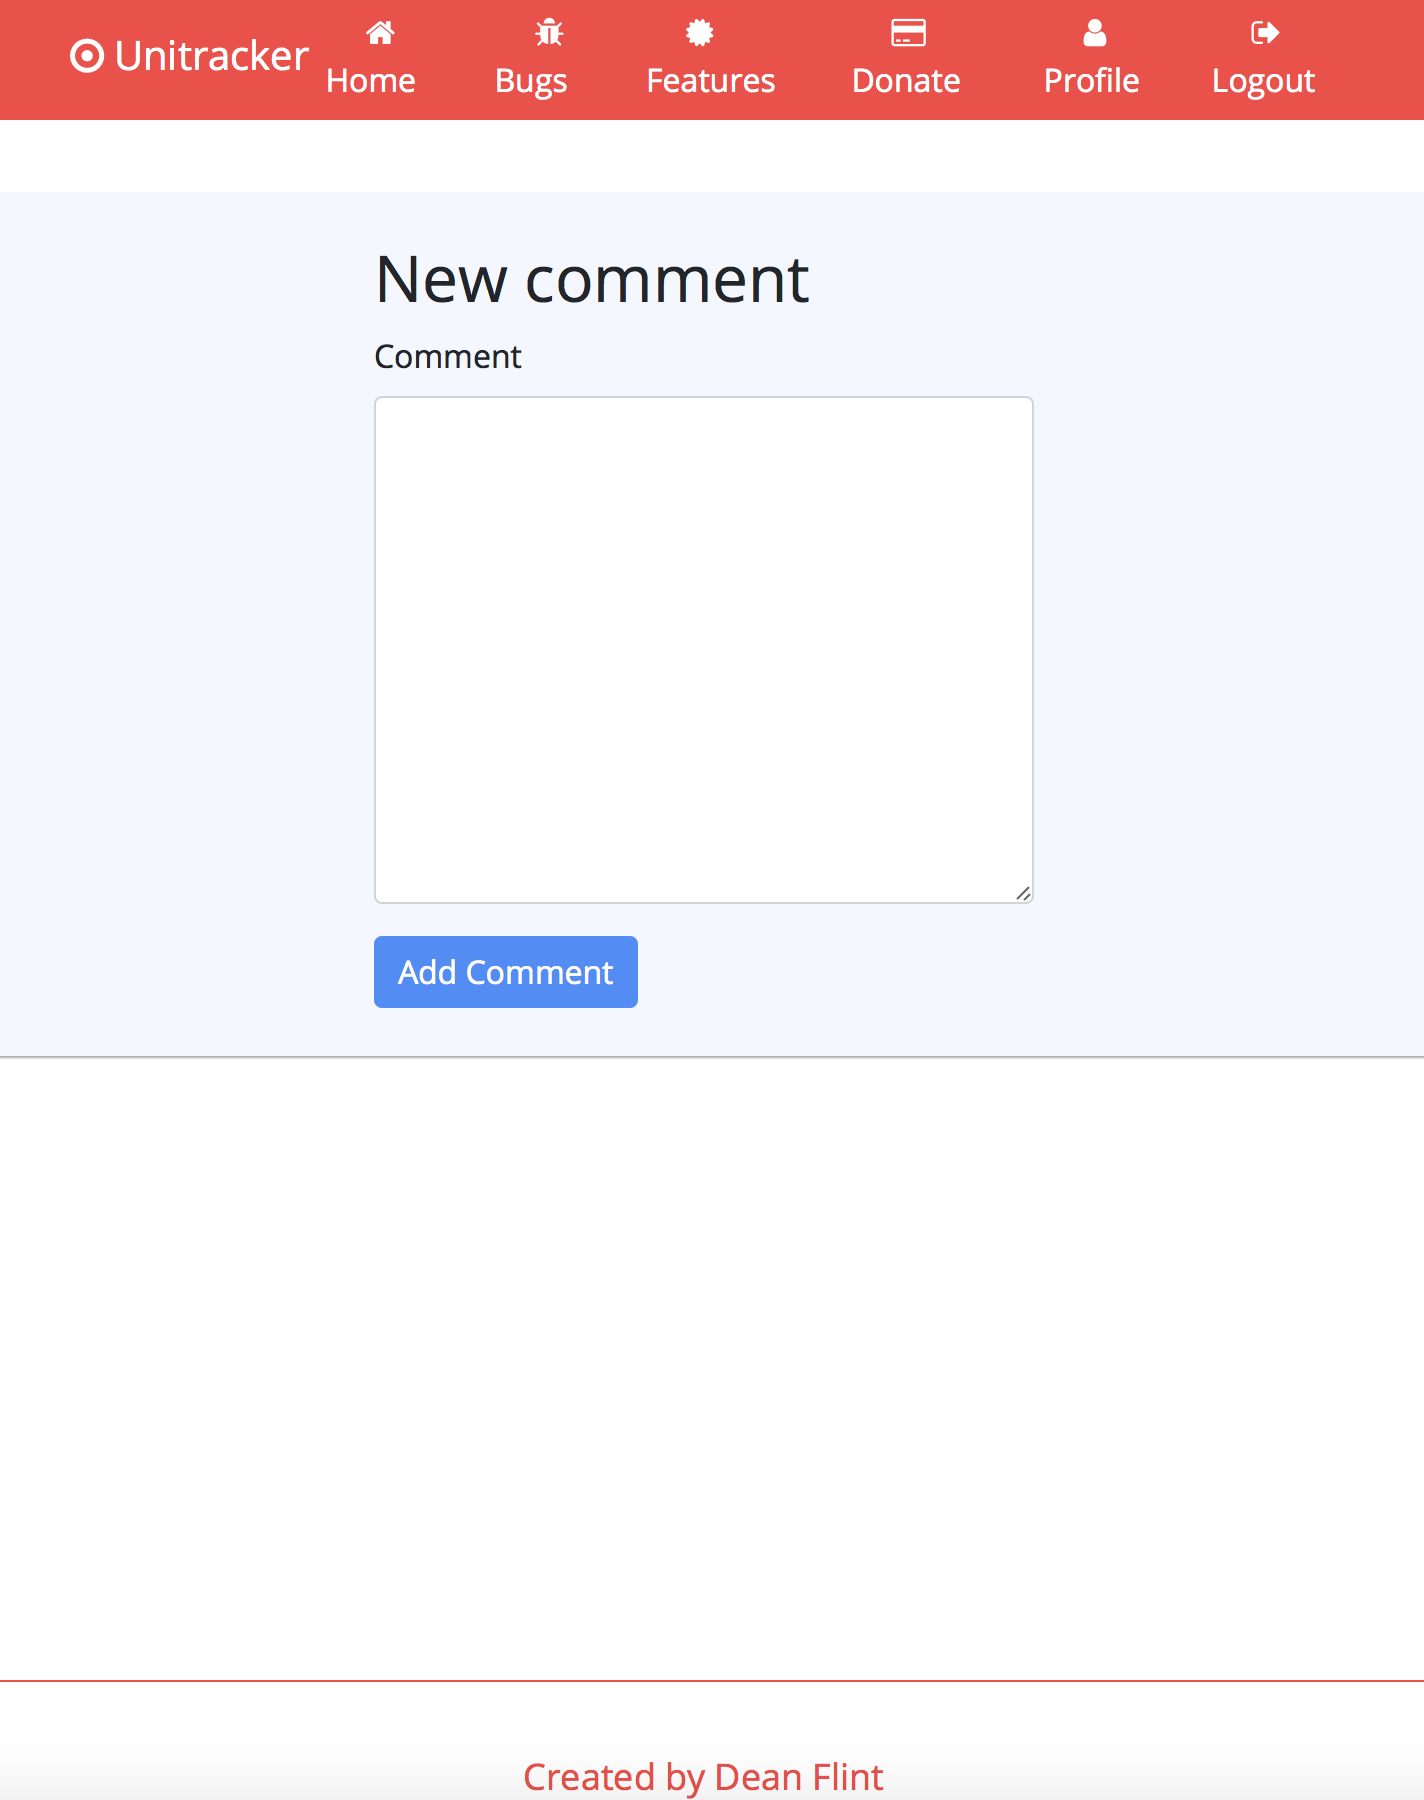 Unitracker
Home Bugs Features Donate Profile Logout
New comment
Comment
Add Comment
Created by Dean Flint